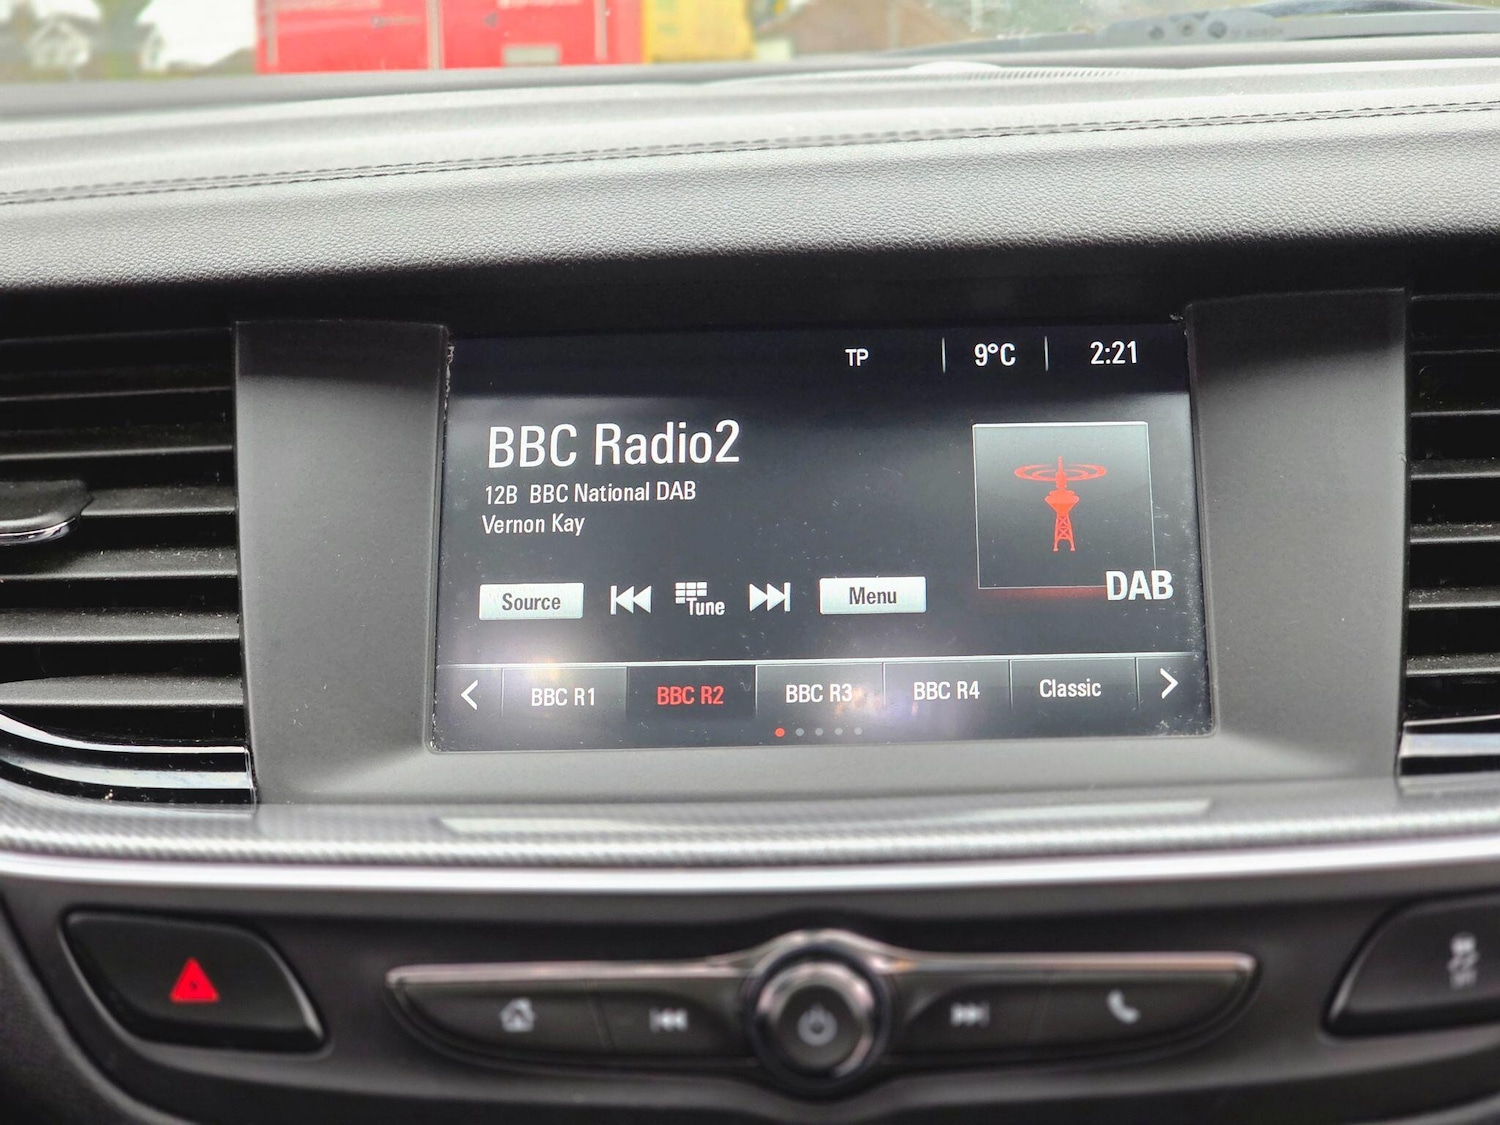 TP 9°C 2:21
BBC Radio2
12B BBC National DAB
Vernon Kay
DAB
Source Tune Menu
BBC R1 BBC R2 BBC R3 BBC R4 Classic